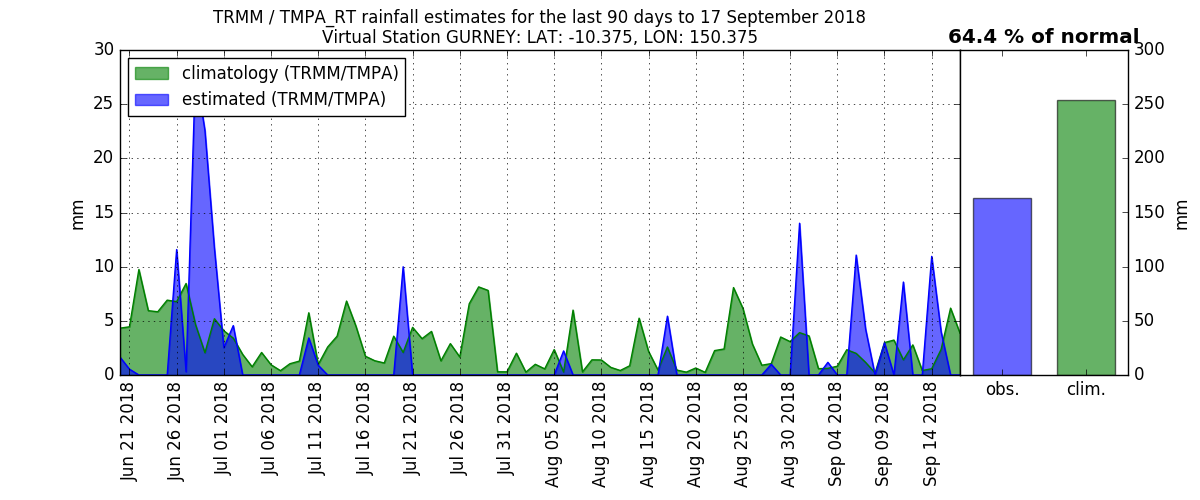 TRMM / TMPA_RT rainfall estimates for the last 90 days to 17 September 2018
Virtual Station GURNEY: LAT: -10.375, LON: 150.375
64.4 % of normal
climatology (TRMM/TMPA)
estimated (TRMM/TMPA)
mm
30
25
20
15
10
5
0
300
250
200
150
100
50
0
mm
Jun 21 2018
Jun 26 2018
Jul 01 2018
Jul 06 2018
Jul 11 2018
Jul 16 2018
Jul 21 2018
Jul 26 2018
Jul 31 2018
Aug 05 2018
Aug 10 2018
Aug 15 2018
Aug 20 2018
Aug 25 2018
Aug 30 2018
Sep 04 2018
Sep 09 2018
Sep 14 2018
obs.
clim.